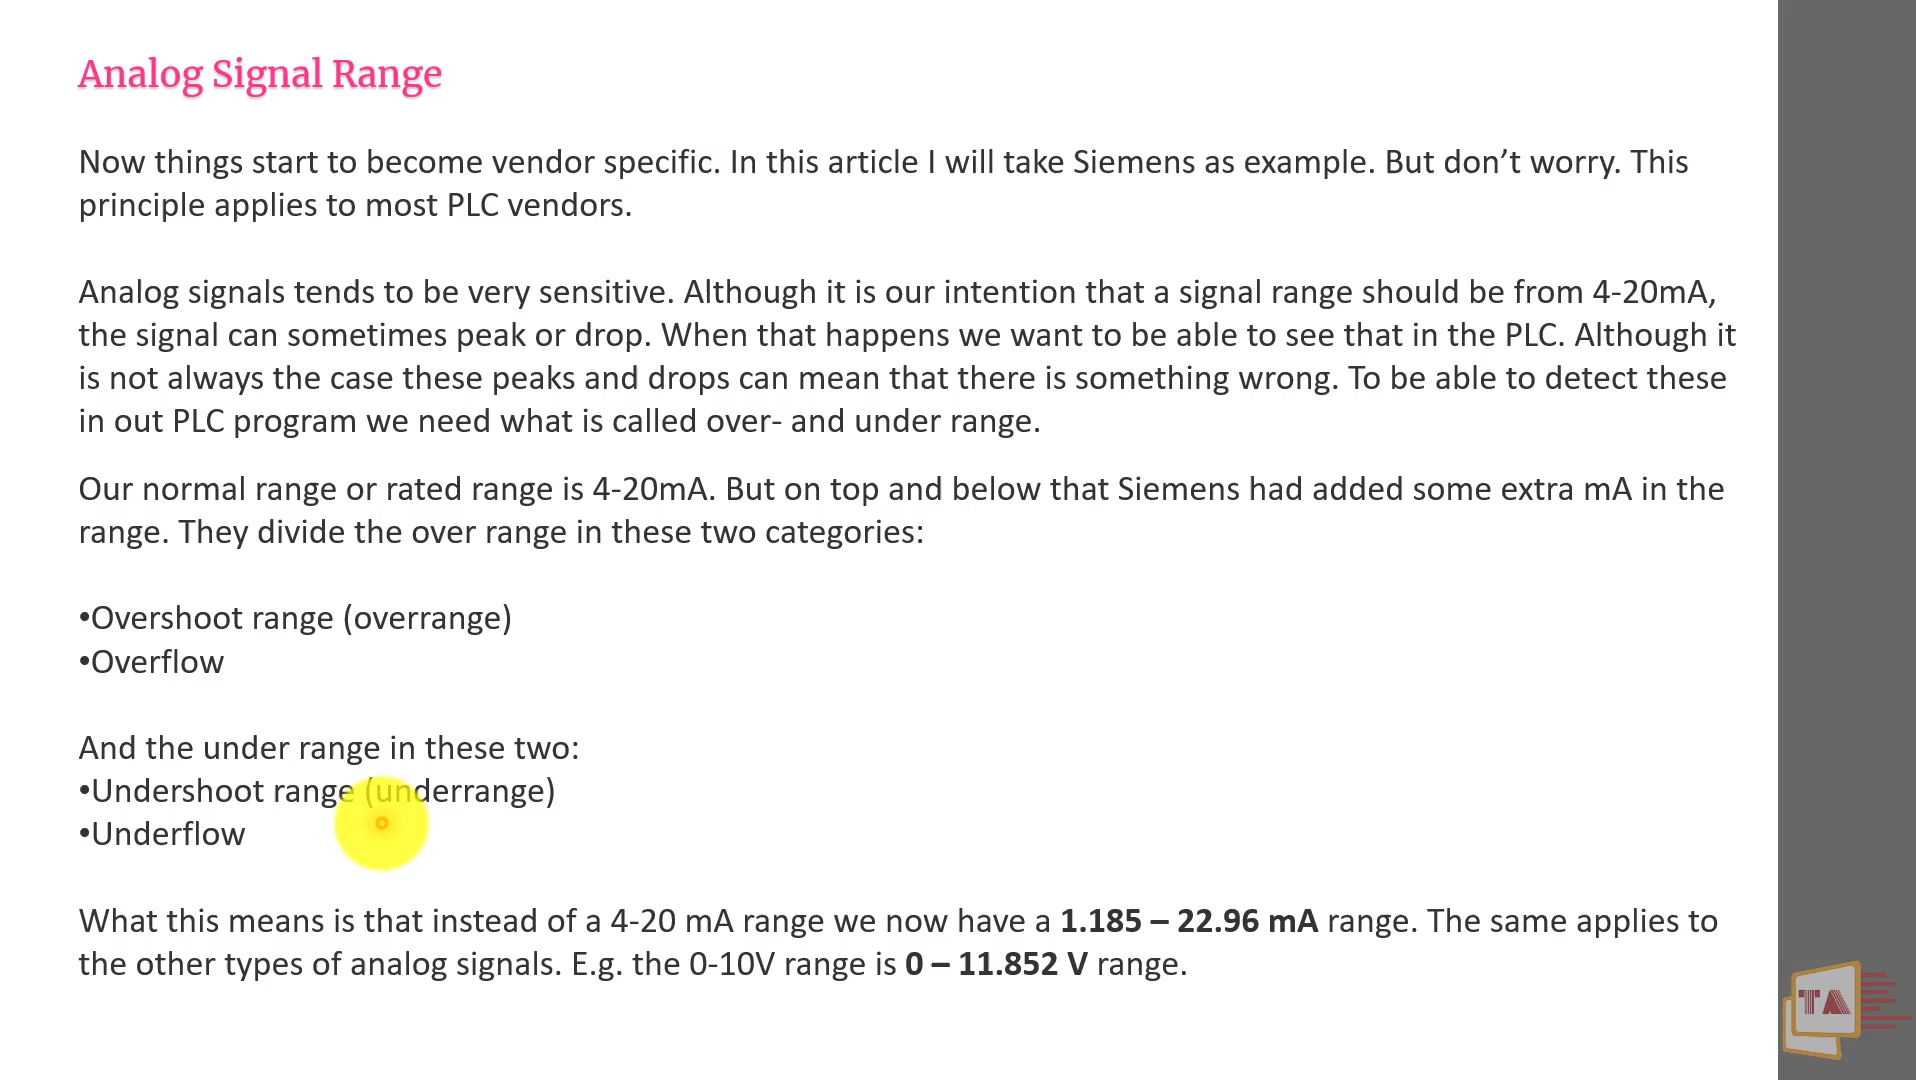 Analog Signal Range
Now things start to become vendor specific. In this article I will take Siemens as example. But don’t worry. This
principle applies to most PLC vendors.
Analog signals tends to be very sensitive. Although it is our intention that a signal range should be from 4-20mA,
the signal can sometimes peak or drop. When that happens we want to be able to see that in the PLC. Although it
is not always the case these peaks and drops can mean that there is something wrong. To be able to detect these
in out PLC program we need what is called over- and under range.
Our normal range or rated range is 4-20mA. But on top and below that Siemens had added some extra mA in the
range. They divide the over range in these two categories:
•Overshoot range (overrange)
•Overflow
And the under range in these two:
•Undershoot range (underrange)
•Underflow
What this means is that instead of a 4-20 mA range we now have a 1.185 – 22.96 mA range. The same applies to
the other types of analog signals. E.g. the 0-10V range is 0 – 11.852 V range.
TA